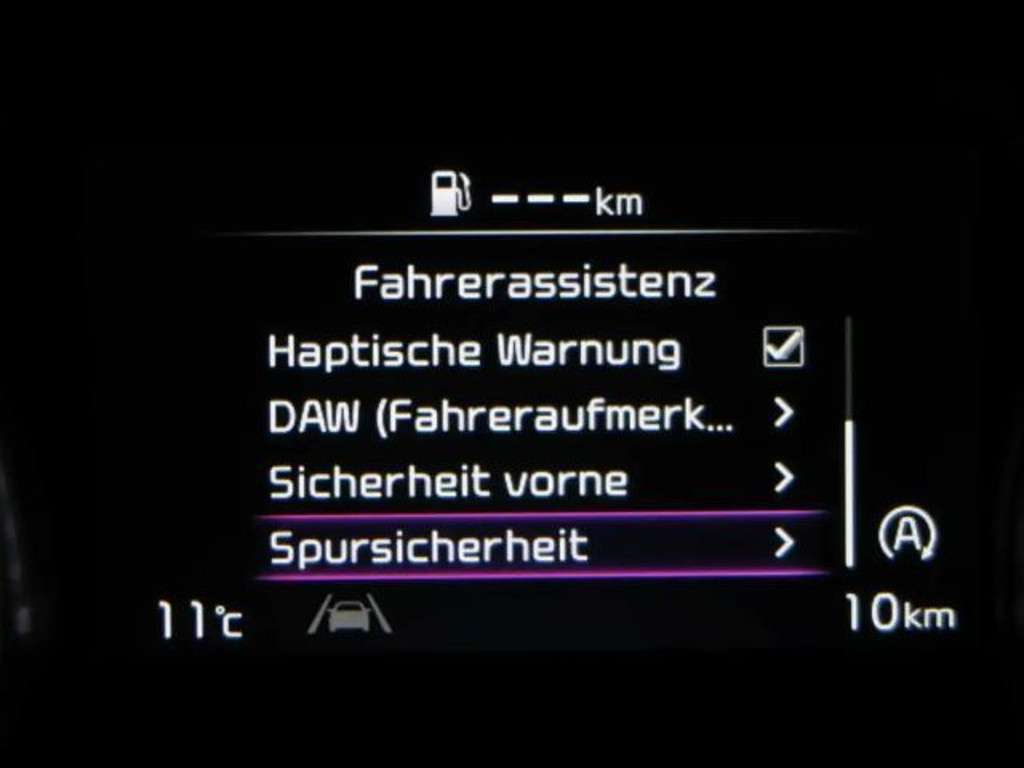 ---km
Fahrerassistenz
Haptische Warnung
DAW (Fahreraufmerk...
Sicherheit vorne
Spursicherheit
A
11°C
10km